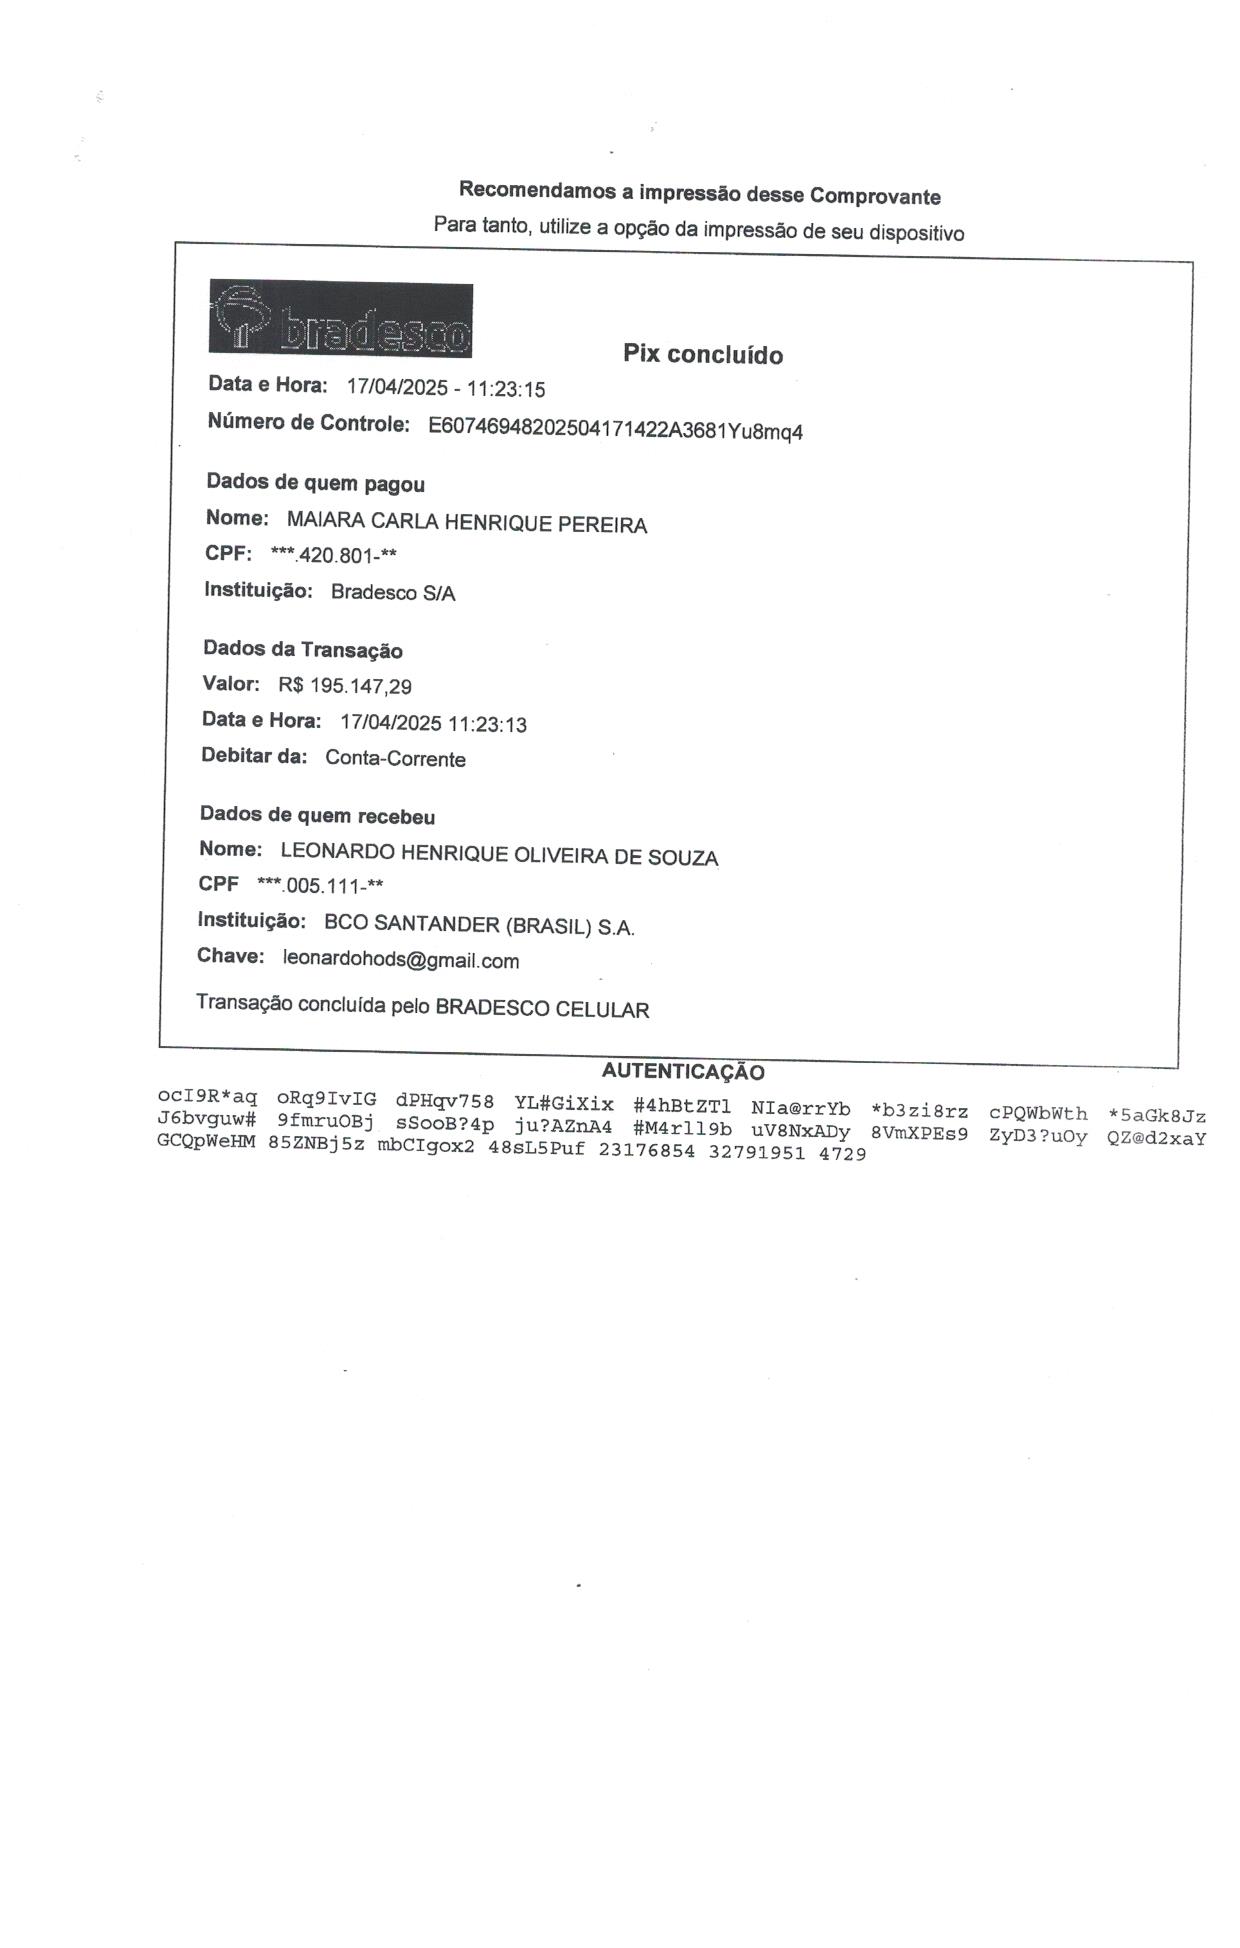 Recomendamos a impressão desse Comprovante
Para tanto, utilize a opção da impressão de seu dispositivo
bradesco
Pix concluído
Data e Hora: 17/04/2025 - 11:23:15
Número de Controle: E60746948202504171422A3681Yu8mq4
Dados de quem pagou
Nome: MAIARA CARLA HENRIQUE PEREIRA
CPF: ***.420.801-**
Instituição: Bradesco S/A
Dados da Transação
Valor: R$ 195.147,29
Data e Hora: 17/04/2025 11:23:13
Debitar da: Conta-Corrente
Dados de quem recebeu
Nome: LEONARDO HENRIQUE OLIVEIRA DE SOUZA
CPF ***.005.111-**
Instituição: BCO SANTANDER (BRASIL) S.A.
Chave: leonardohods@gmail.com
Transação concluída pelo BRADESCO CELULAR
AUTENTICAÇÃO
ocI9R*aq oRq9IvIG dPHqv758 YL#GiXix #4hBtZTl NIa@rrYb *b3zi8rz cPQWbWth *5aGk8Jz
J6bvguw# 9fmruOBj sSooB?4p ju?AZnA4 #M4rl19b uV8NxADy 8VmXPEs9 ZyD3?uOy QZ@d2xaY
GCQpWeHM 85ZNBj5z mbCIgox2 48sL5Puf 23176854 32791951 4729